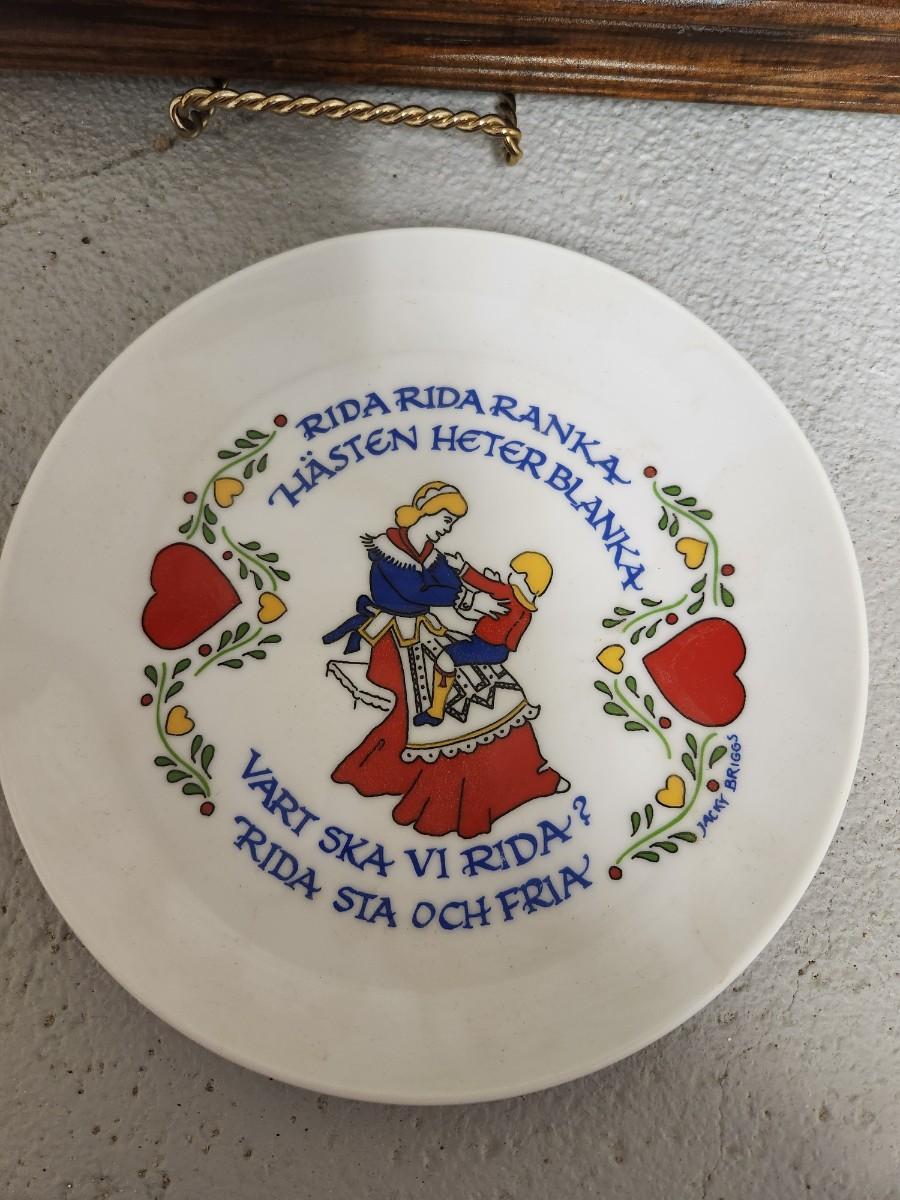 RIDA RIDA RANKA
HÄSTEN HETER BLANKA
VART SKA VI RIDA?
RIDA STA OCH FRIA
JACKY BRIGGS